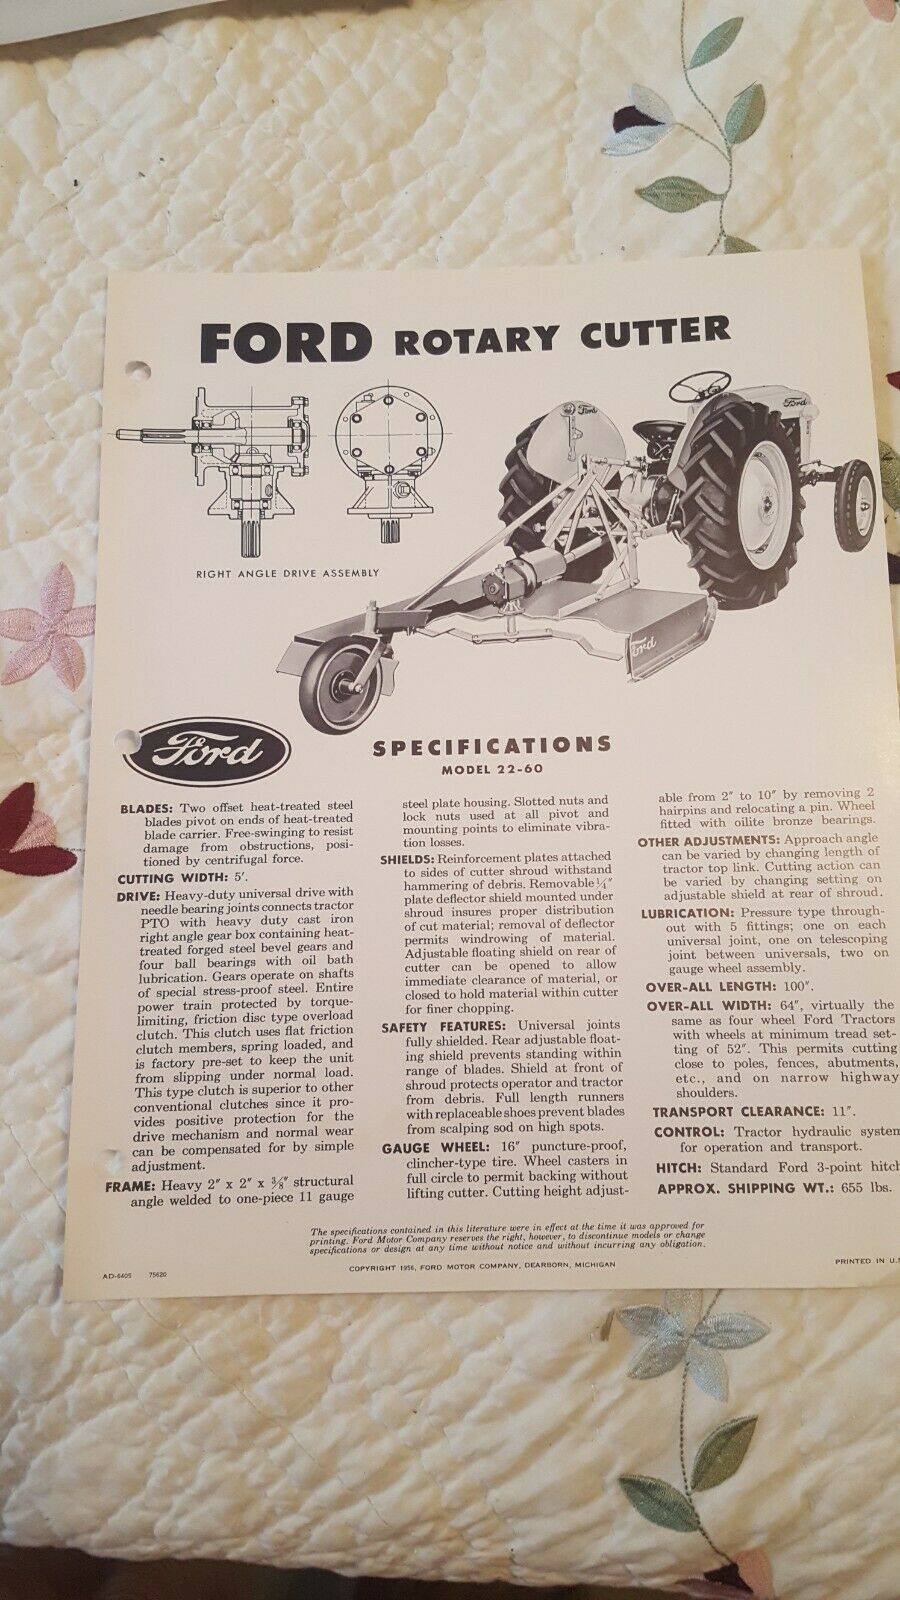 FORD ROTARY CUTTER
Ford
Ford
Ford
RIGHT ANGLE DRIVE ASSEMBLY
Ford
SPECIFICATIONS
MODEL 22-60
BLADES: Two offset heat-treated steel
blades pivot on ends of heat-treated
blade carrier. Free-swinging to resist
damage from obstructions, posi-
tioned by centrifugal force.
CUTTING WIDTH: 5'.
DRIVE: Heavy-duty universal drive with
needle bearing joints connects tractor
PTO with heavy duty cast iron
right angle gear box containing heat-
treated forged steel bevel gears and
four ball bearings with oil bath
lubrication. Gears operate on shafts
of special stress-proof steel. Entire
power train protected by torque-
limiting, friction disc type overload
clutch. This clutch uses flat friction
clutch members, spring loaded, and
is factory pre-set to keep the unit
from slipping under normal load.
This type clutch is superior to other
conventional clutches since it pro-
vides positive protection for the
drive mechanism and normal wear
can be compensated for by simple
adjustment.
FRAME: Heavy 2" x 2" x 3/8" structural
angle welded to one-piece 11 gauge
steel plate housing. Slotted nuts and
lock nuts used at all pivot and
mounting points to eliminate vibra-
tion losses.
SHIELDS: Reinforcement plates attached
to sides of cutter shroud withstand
hammering of debris. Removable 1/4"
plate deflector shield mounted under
shroud insures proper distribution
of cut material; removal of deflector
permits windrowing of material.
Adjustable floating shield on rear of
cutter can be opened to allow
immediate clearance of material, or
closed to hold material within cutter
for finer chopping.
SAFETY FEATURES: Universal joints
fully shielded. Rear adjustable float-
ing shield prevents standing within
range of blades. Shield at front of
shroud protects operator and tractor
from debris. Full length runners
with replaceable shoes prevent blades
from scalping sod on high spots.
GAUGE WHEEL: 16" puncture-proof,
clincher-type tire. Wheel casters in
full circle to permit backing without
lifting cutter. Cutting height adjust-
able from 2" to 10" by removing 2
hairpins and relocating a pin. Wheel
fitted with oilite bronze bearings.
OTHER ADJUSTMENTS: Approach angle
can be varied by changing length of
tractor top link. Cutting action can
be varied by changing setting on
adjustable shield at rear of shroud.
LUBRICATION: Pressure type through-
out with 5 fittings; one on each
universal joint, one on telescoping
joint between universals, two on
gauge wheel assembly.
OVER-ALL LENGTH: 100".
OVER-ALL WIDTH: 64", virtually the
same as four wheel Ford Tractors
with wheels at minimum tread set-
ting of 52". This permits cutting
close to poles, fences, abutments,
etc., and on narrow highway
shoulders.
TRANSPORT CLEARANCE: 11".
CONTROL: Tractor hydraulic system
for operation and transport.
HITCH: Standard Ford 3-point hitch
APPROX. SHIPPING WT.: 655 lbs.
The specifications contained in this literature were in effect at the time it was approved for
printing. Ford Motor Company reserves the right, however, to discontinue models or change
specifications or design at any time without notice and without incurring any obligation.
AD-6405 75620
COPYRIGHT 1956, FORD MOTOR COMPANY, DEARBORN, MICHIGAN
PRINTED IN U.S